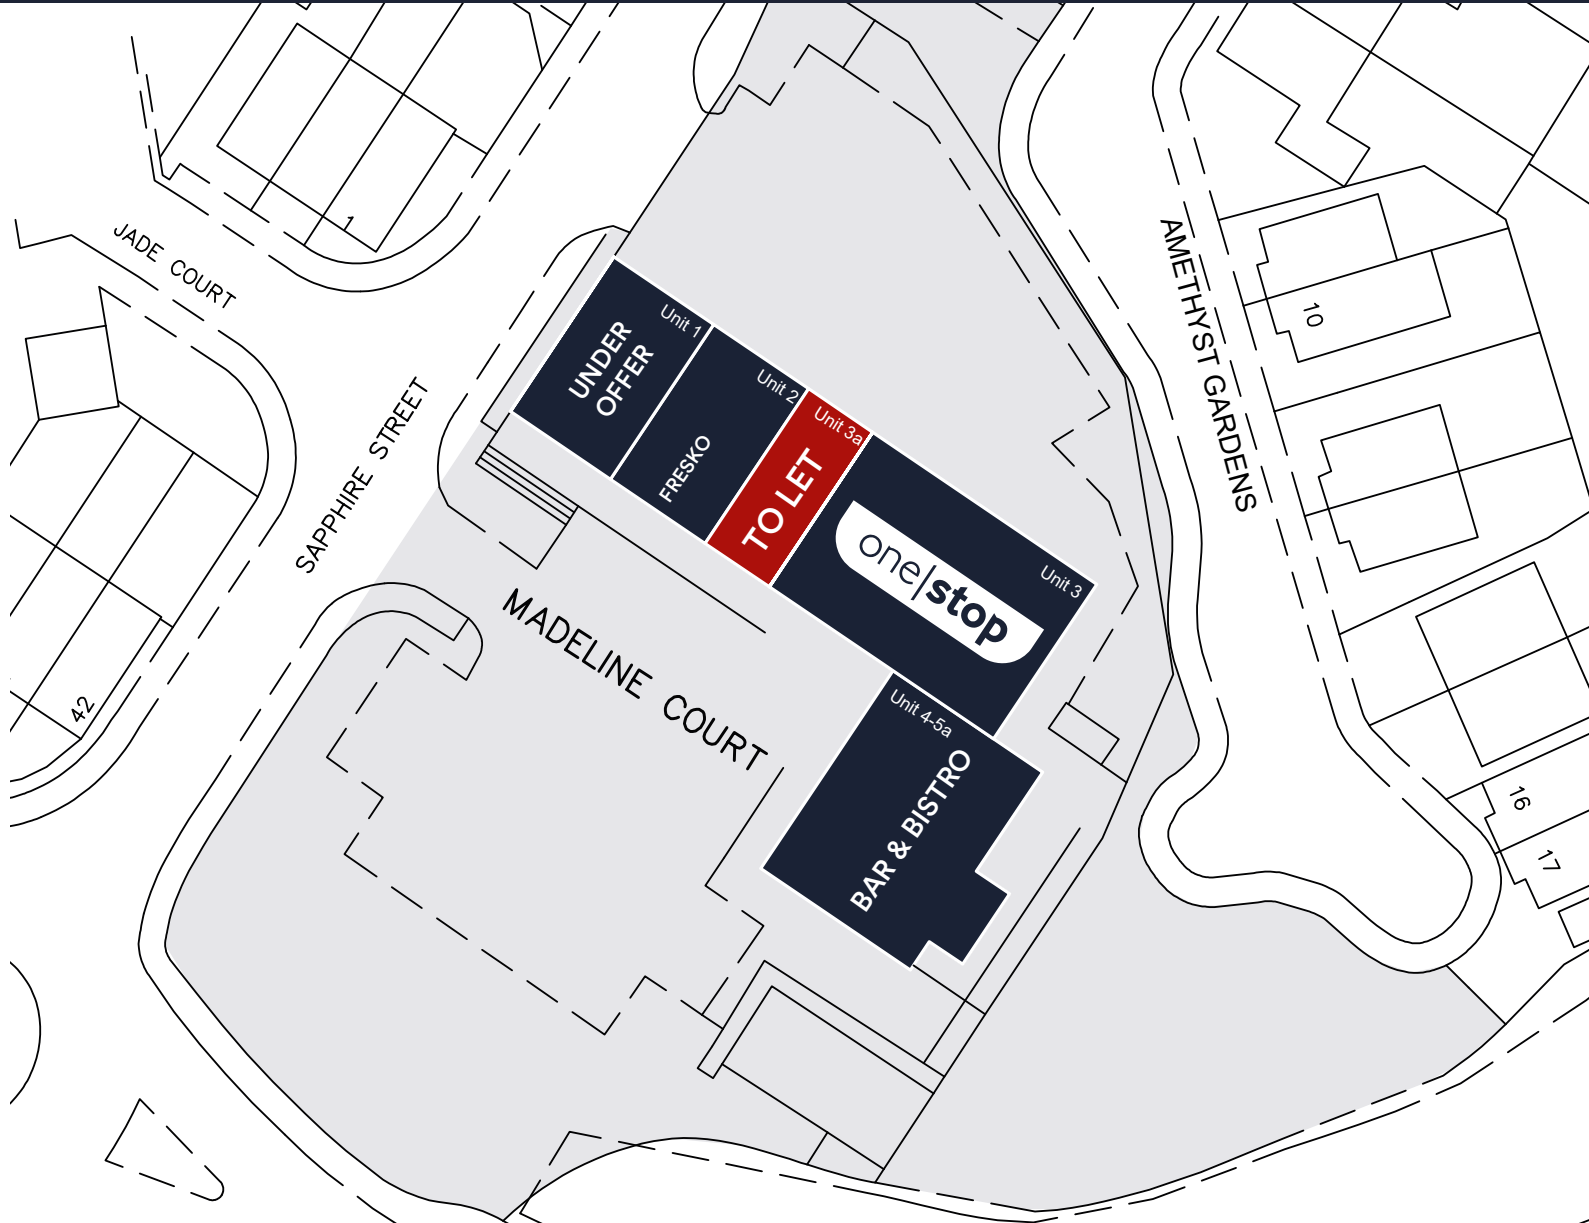 1
JADE COURT
SAPPHIRE STREET
42
AMETHYST GARDENS
10
16
17
Unit 1
UNDER
OFFER
Unit 2
FRESKO
Unit 3a
TO LET
Unit 3
one|stop
Unit 4-5a
BAR & BISTRO
MADELINE COURT